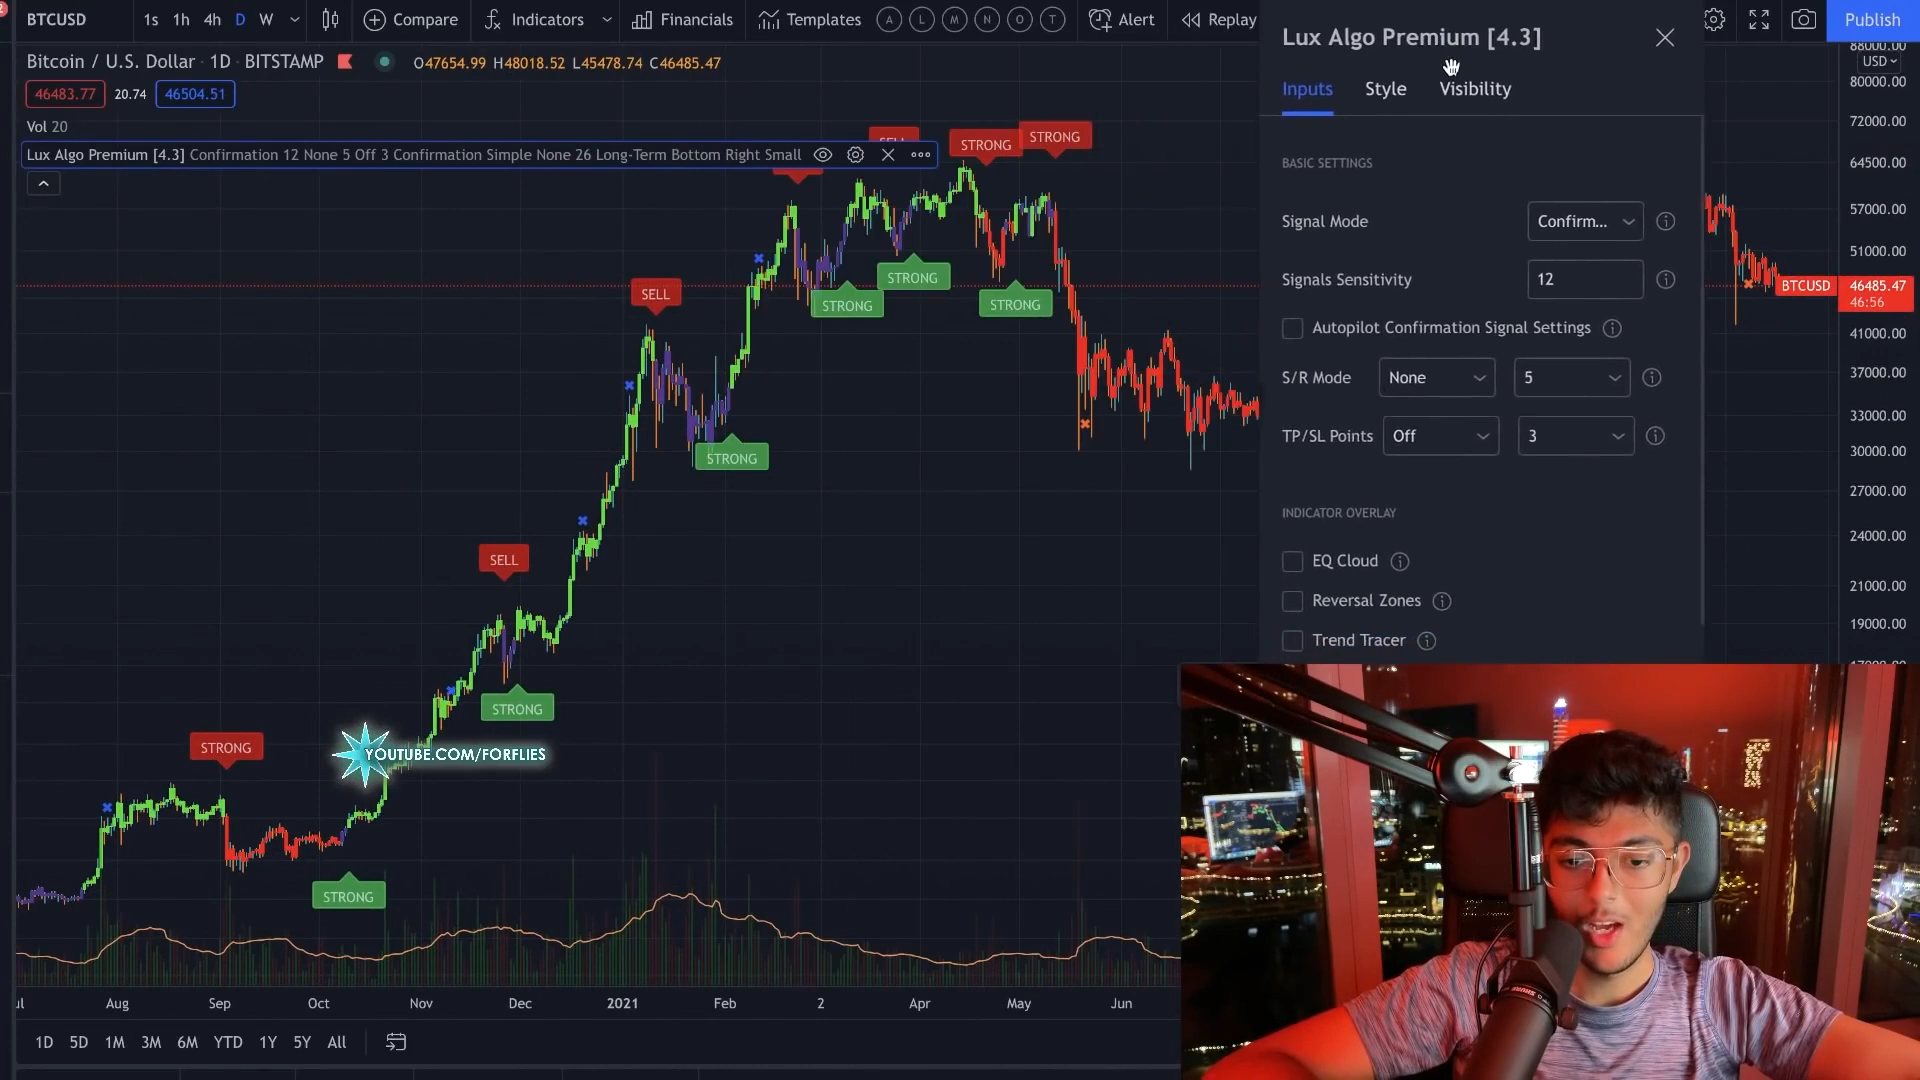 BTCUSD 1s 1h 4h D W Compare Indicators Financials Templates A L M N O T Alert Replay Publish
Bitcoin / U.S. Dollar · 1D · BITSTAMP O47654.99 H48018.52 L45478.74 C46485.47
46483.77 20.74 46504.51
Vol 20
Lux Algo Premium [4.3] Confirmation 12 None 5 Off 3 Confirmation Simple None 26 Long-Term Bottom Right Small
SELL
STRONG
STRONG
SELL
STRONG
STRONG
STRONG
STRONG
SELL
STRONG
STRONG
YOUTUBE.COM/FORFLIES
STRONG
Aug Sep Oct Nov Dec 2021 Feb 2 Apr May Jun
1D 5D 1M 3M 6M YTD 1Y 5Y All
Lux Algo Premium [4.3]
Inputs Style Visibility
BASIC SETTINGS
Signal Mode Confirm...
Signals Sensitivity 12
Autopilot Confirmation Signal Settings
S/R Mode None 5
TP/SL Points Off 3
INDICATOR OVERLAY
EQ Cloud
Reversal Zones
Trend Tracer
88000.00
USD
80000.00
72000.00
64500.00
57000.00
51000.00
BTCUSD 46485.47
46:56
41000.00
37000.00
33000.00
30000.00
27000.00
24000.00
21000.00
19000.00